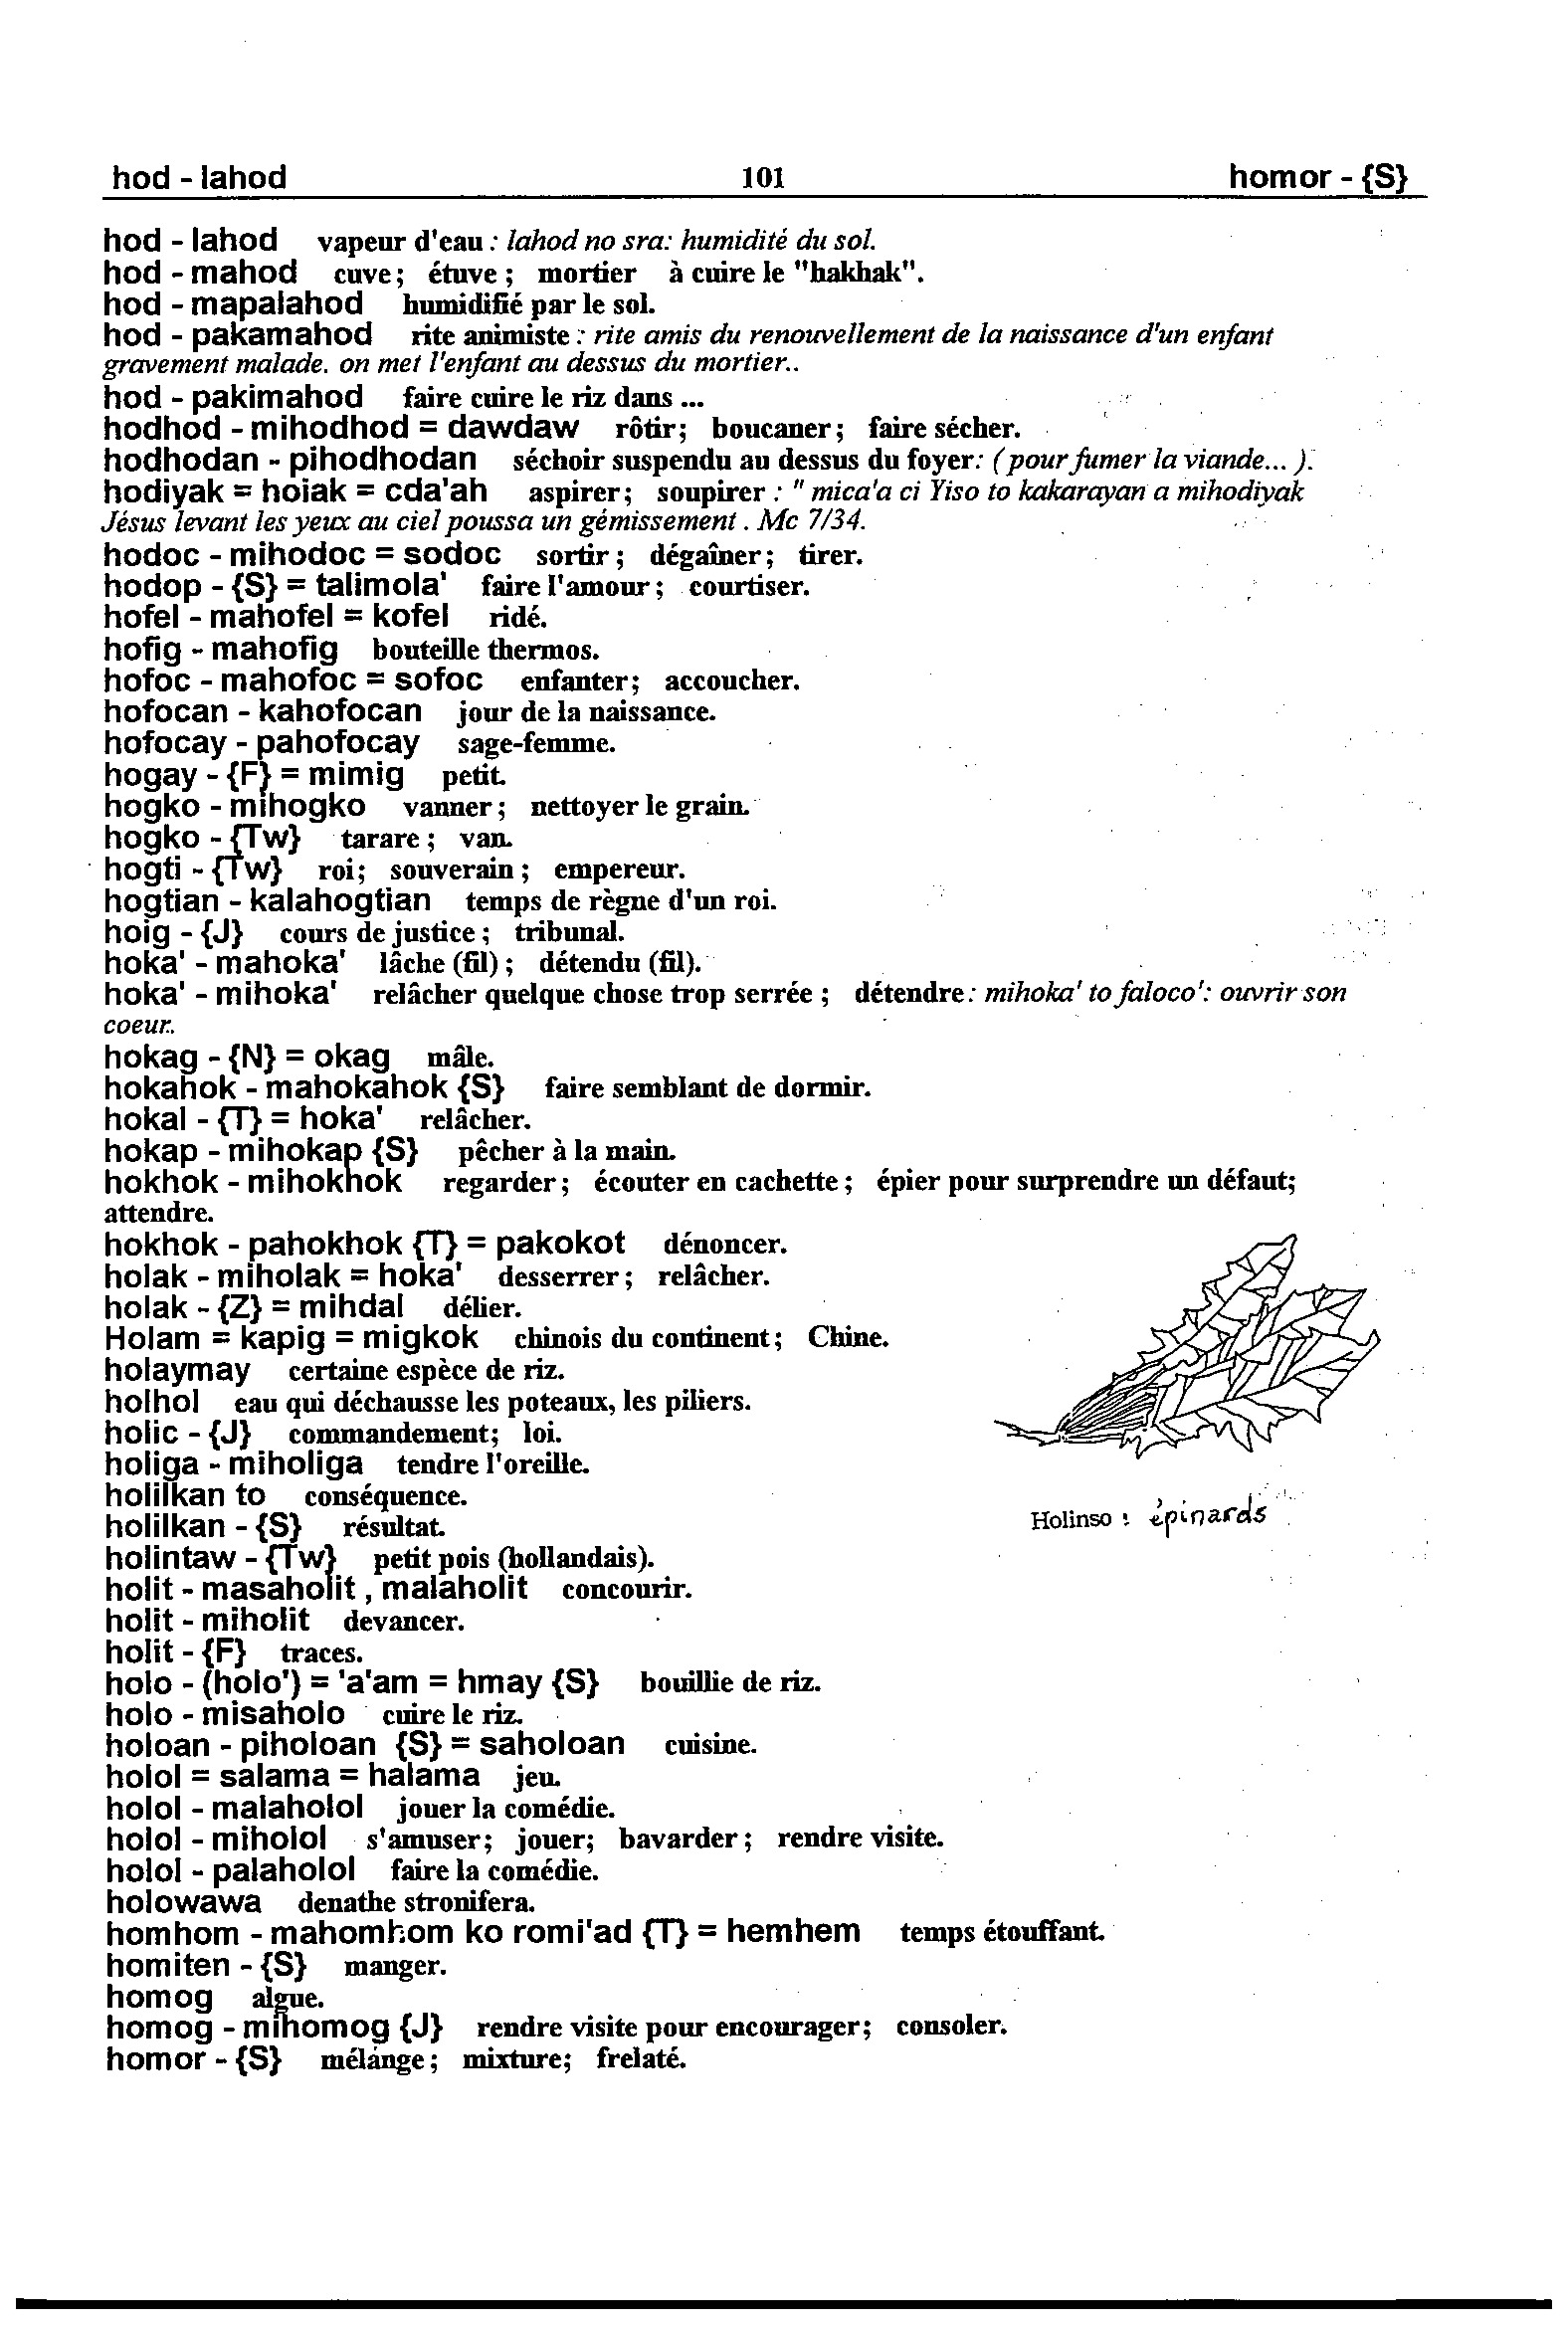 hod - lahod 101 homor - {S}
hod - lahod vapeur d'eau : lahod no sra: humidité du sol.
hod - mahod cuve ; étuve ; mortier à cuire le "hakhak".
hod - mapalahod humidifié par le sol.
hod - pakamahod rite animiste : rite amis du renouvellement de la naissance d'un enfant
gravement malade. on met l'enfant au dessus du mortier..
hod - pakimahod faire cuire le riz dans ...
hodhod - mihodhod = dawdaw rôtir ; boucaner ; faire sécher.
hodhodan - pihodhodan séchoir suspendu au dessus du foyer: (pour fumer la viande... ).
hodiyak = hoiak = cda'ah aspirer ; soupirer : " mica'a ci Yiso to kakarayan a mihodiyak
Jésus levant les yeux au ciel poussa un gémissement . Mc 7/34.
hodoc - mihodoc = sodoc sortir ; dégaîner ; tirer.
hodop - {S} = talimola' faire l'amour ; courtiser.
hofel - mahofel = kofel ridé.
hofig - mahofig bouteille thermos.
hofoc - mahofoc = sofoc enfanter ; accoucher.
hofocan - kahofocan jour de la naissance.
hofocay - pahofocay sage-femme.
hogay - {F} = mimig petit.
hogko - mihogko vanner ; nettoyer le grain.
hogko - {Tw} tarare ; van.
hogti - {Tw} roi ; souverain ; empereur.
hogtian - kalahogtian temps de règne d'un roi.
hoig - {J} cours de justice ; tribunal.
hoka' - mahoka' lâche (fil) ; détendu (fil).
hoka' - mihoka' relâcher quelque chose trop serrée ; détendre : mihoka' to faloco': ouvrir son
coeur..
hokag - {N} = okag mâle.
hokahok - mahokahok {S} faire semblant de dormir.
hokal - {T} = hoka' relâcher.
hokap - mihokap {S} pêcher à la main.
hokhok - mihokhok regarder ; écouter en cachette ; épier pour surprendre un défaut;
attendre.
hokhok - pahokhok {T} = pakokot dénoncer.
holak - miholak = hoka' desserrer ; relâcher.
holak - {Z} = mihdal délier.
Holam = kapig = migkok chinois du continent ; Chine.
holaymay certaine espèce de riz.
holhol eau qui déchausse les poteaux, les piliers.
holic - {J} commandement; loi.
holiga - miholiga tendre l'oreille.
holilkan to conséquence.
holilkan - {S} résultat.
Holinso : épinards
holintaw - {Tw} petit pois (hollandais).
holit - masaholit , malaholit concourir.
holit - miholit devancer.
holit - {F} traces.
holo - (holo') = 'a'am = hmay {S} bouillie de riz.
holo - misaholo cuire le riz.
holoan - piholoan {S} = saholoan cuisine.
holol = salama = halama jeu.
holol - malaholol jouer la comédie.
holol - miholol s'amuser ; jouer; bavarder ; rendre visite.
holol - palaholol faire la comédie.
holowawa denathe stronifera.
homhom - mahomhom ko romi'ad {T} = hemhem temps étouffant.
homiten - {S} manger.
homog algue.
homog - mihomog {J} rendre visite pour encourager ; consoler.
homor - {S} mélange ; mixture; frelaté.